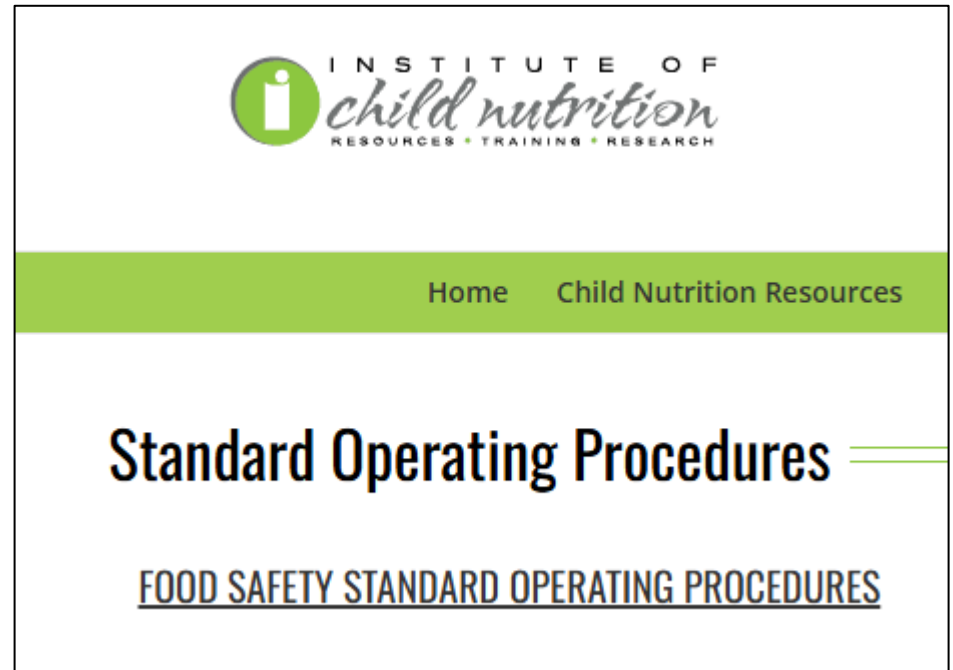 INSTITUTE OF
child nutrition
RESOURCES • TRAINING • RESEARCH
Home Child Nutrition Resources
Standard Operating Procedures
FOOD SAFETY STANDARD OPERATING PROCEDURES